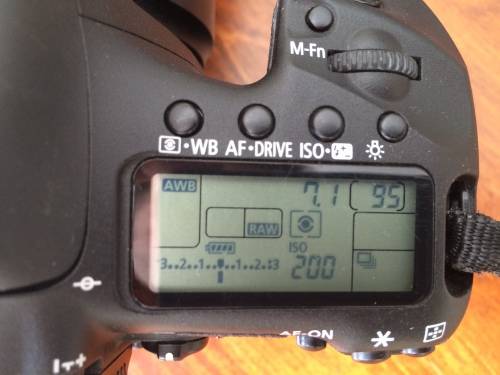 M-Fn
·WB AF·DRIVE ISO·
AWB
7.1 [95]
RAW
ISO
200
3..2..1..▪..1..2.:3
AF-ON